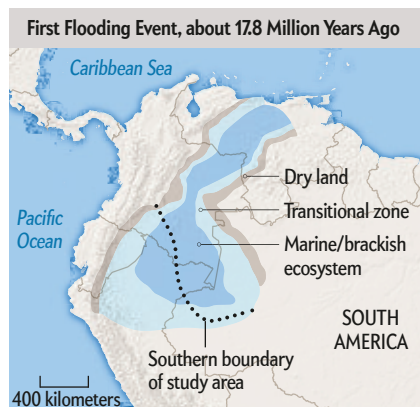 First Flooding Event, about 17.8 Million Years Ago
Caribbean Sea
Dry land
Transitional zone
Pacific
Ocean
Marine/brackish
ecosystem
SOUTH
AMERICA
Southern boundary
of study area
400 kilometers